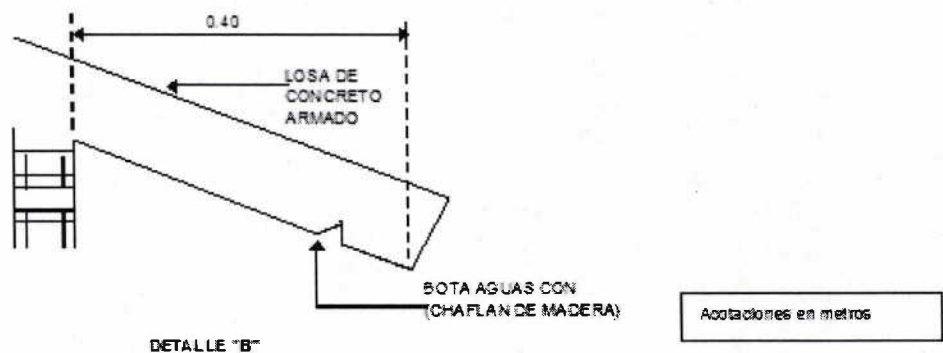 0.40
LOSA DE
CONCRETO
ARMADO
BOTA AGUAS CON
(CHAFLAN DE MADERA)
Acotaciones en metros
DETALLE "B"